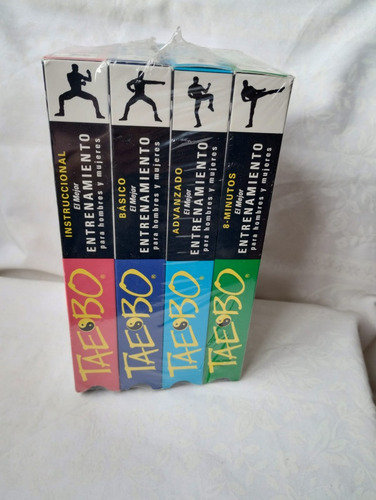 INSTRUCCIONAL
El Mejor
ENTRENAMIENTO
para hombres y mujeres
TAEBO®
BÁSICO
El Mejor
ENTRENAMIENTO
para hombres y mujeres
TAEBO®
ADVANZADO
El Mejor
ENTRENAMIENTO
para hombres y mujeres
TAEBO®
8-MINUTOS
El Mejor
ENTRENAMIENTO
para hombres y mujeres
TAEBO®